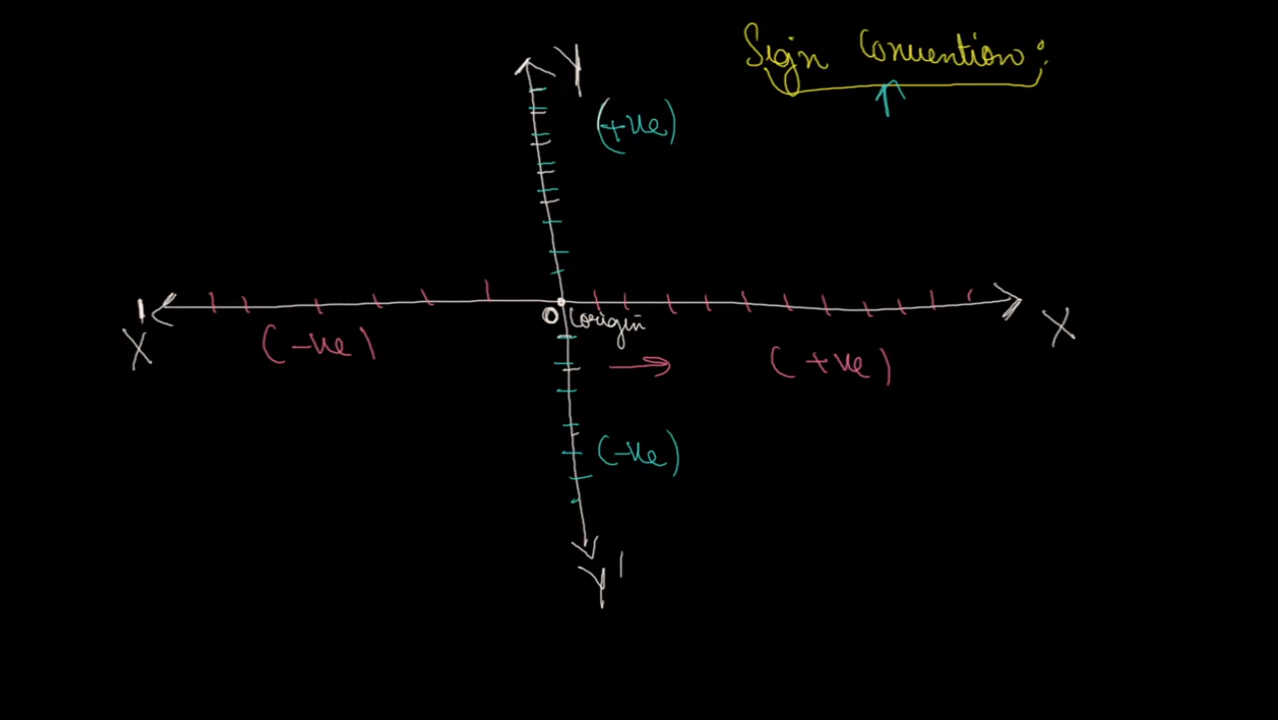 Sign Convention:
Y
(+ve)
X'
(-ve)
O (origin
(+ve)
X
(-ve)
Y'